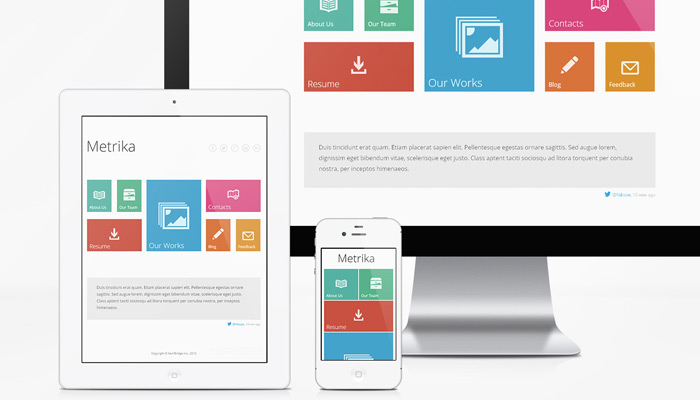 About Us
Our Team
Contacts
Resume
Our Works
Blog
Feedback
Duis tincidunt erat quam. Etiam placerat sapien elit. Pellentesque egestas ornare sagittis. Sed augue lorem,
dignissim eget bibendum vitae, scelerisque eget justo. Class aptent taciti sociosqu ad litora torquent per conubia
nostra, per inceptos himenaeos.
Metrika
About Us
Our Team
Contacts
Resume
Our Works
Blog
Feedback
Duis tincidunt erat quam. Etiam placerat sapien elit. Pellentesque egestas ornare sagittis.
Sed augue lorem, dignissim eget bibendum vitae, scelerisque eget justo. Class
aptent taciti sociosqu ad litora torquent per conubia nostra, per inceptos
himenaeos.
Metrika
About Us
Our Team
Resume